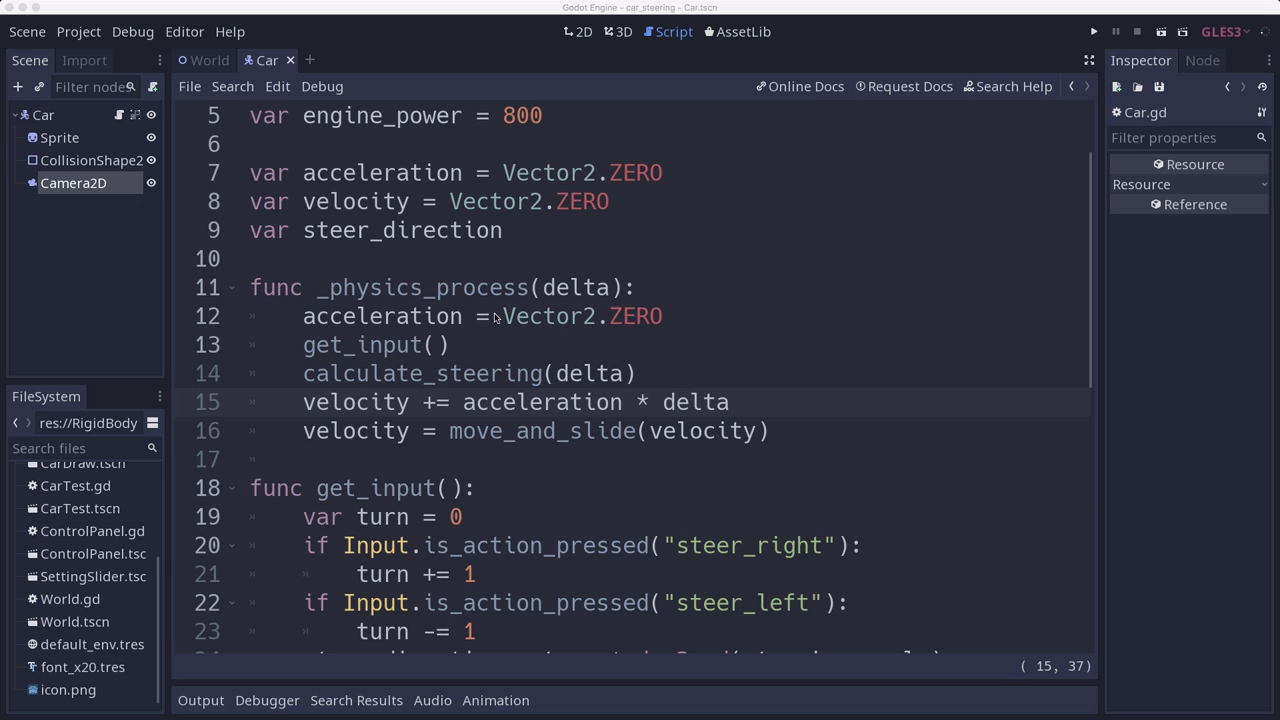 Godot Engine - car_steering - Car.tscn
Scene Project Debug Editor Help
2D 3D Script AssetLib
GLES3
Scene Import
World Car
Inspector Node
Filter nodes
File Search Edit Debug
Online Docs Request Docs Search Help
Car
Sprite
CollisionShape2
Camera2D
Car.gd
Filter properties
Resource
Resource
Reference
5 var engine_power = 800
6
7 var acceleration = Vector2.ZERO
8 var velocity = Vector2.ZERO
9 var steer_direction
10
11 func _physics_process(delta):
12 acceleration = Vector2.ZERO
13 get_input()
14 calculate_steering(delta)
15 velocity += acceleration * delta
16 velocity = move_and_slide(velocity)
17
18 func get_input():
19 var turn = 0
20 if Input.is_action_pressed("steer_right"):
21 turn += 1
22 if Input.is_action_pressed("steer_left"):
23 turn -= 1
( 15, 37)
FileSystem
res://RigidBody
Search files
CarDraw.tscn
CarTest.gd
CarTest.tscn
ControlPanel.gd
ControlPanel.tsc
SettingSlider.tsc
World.gd
World.tscn
default_env.tres
font_x20.tres
icon.png
Output Debugger Search Results Audio Animation